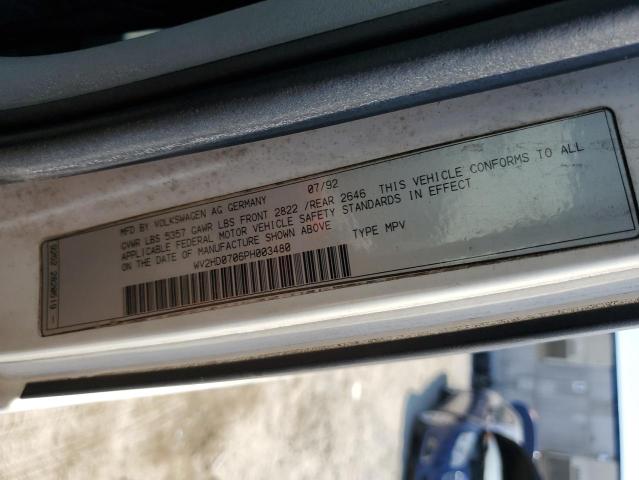 MFD BY VOLKSWAGEN AG GERMANY 07/92
GVWR LBS 5357 GAWR LBS FRONT 2822 /REAR 2646 THIS VEHICLE CONFORMS TO ALL
APPLICABLE FEDERAL MOTOR VEHICLE SAFETY STANDARDS IN EFFECT
ON THE DATE OF MANUFACTURE SHOWN ABOVE TYPE MPV
WV2HD0706PH003480